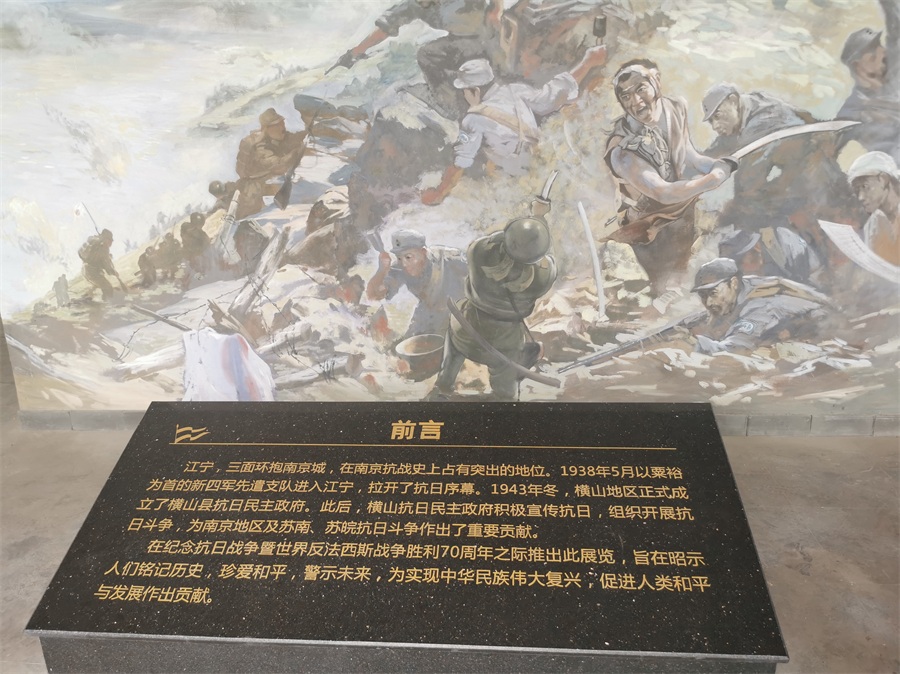 前言
江宁，三面环抱南京城，在南京抗战史上占有突出的地位。1938年5月以粟裕
为首的新四军先遣支队进入江宁，拉开了抗日序幕。1943年冬，横山地区正式成
立了横山县抗日民主政府。此后，横山抗日民主政府积极宣传抗日，组织开展抗
日斗争，为南京地区及苏南、苏皖抗日斗争作出了重要贡献。
在纪念抗日战争暨世界反法西斯战争胜利70周年之际推出此展览，旨在昭示
人们铭记历史，珍爱和平，警示未来，为实现中华民族伟大复兴，促进人类和平
与发展作出贡献。